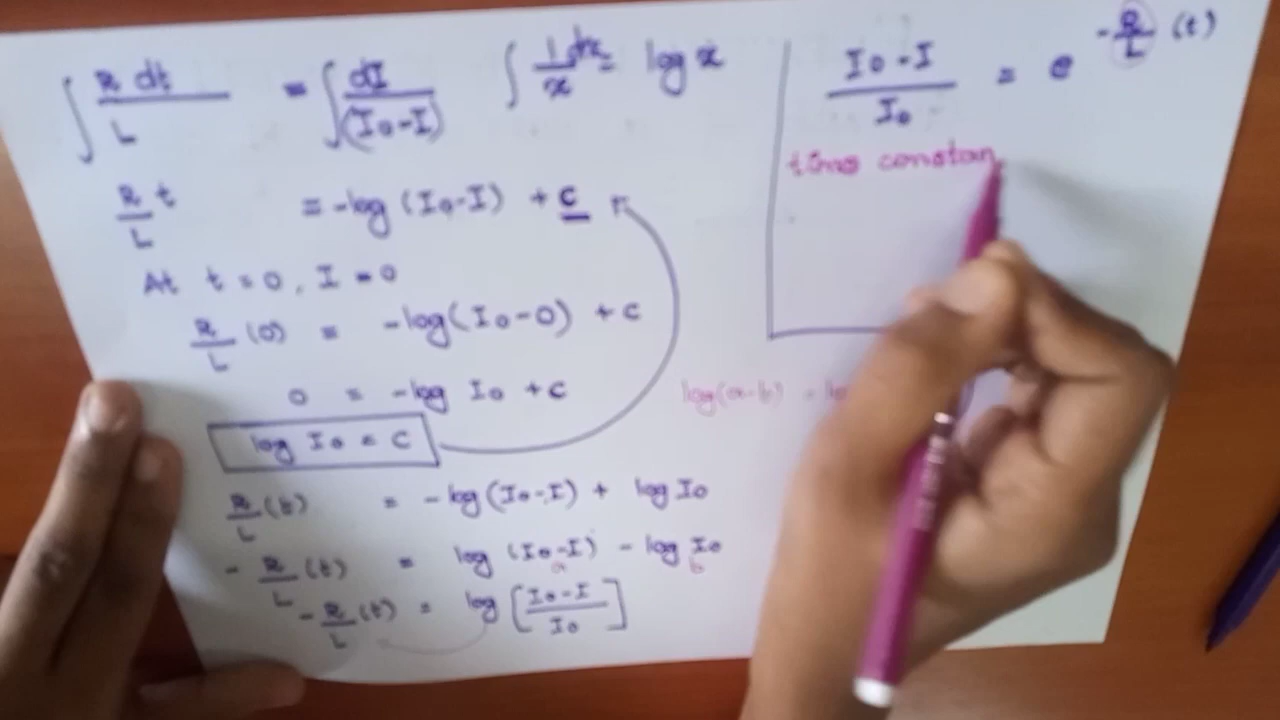 ∫ R dt / L = ∫ dI / (I0-I)   ∫ 1/x dx = log x
R/L t = -log (I0-I) + C
At t=0, I=0
R/L (0) = -log(I0-0) + C
0 = -log I0 + C
log I0 = C
R/L (t) = -log(I0-I) + log I0
- R/L (t) = log (I0-I) - log I0
a b
- R/L (t) = log [I0-I / I0]
I0-I / I0 = e -R/L (t)
time constan
log(a-b)